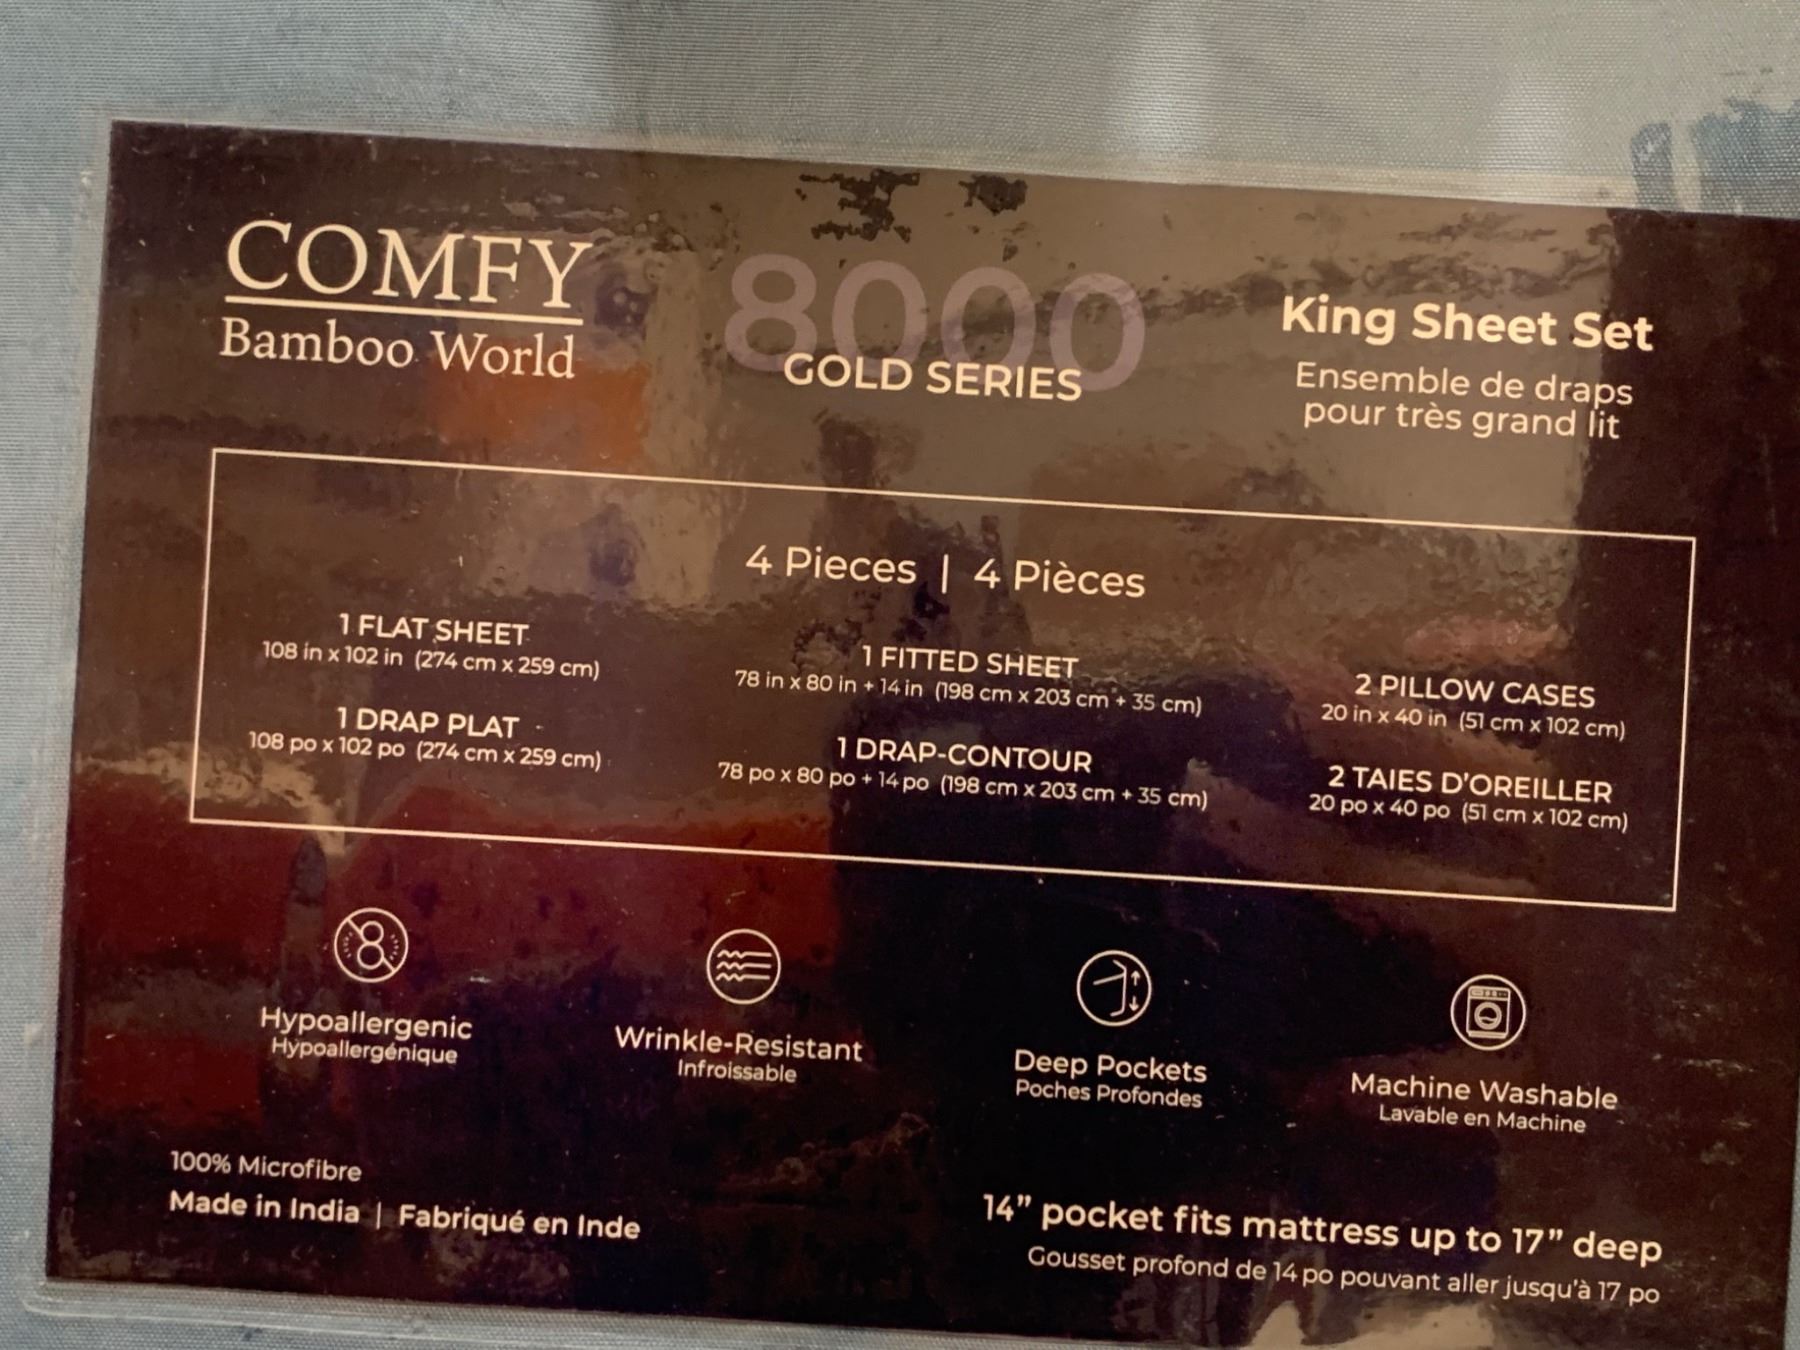 COMFY
Bamboo World
8000
GOLD SERIES
King Sheet Set
Ensemble de draps
pour très grand lit
4 Pieces | 4 Pièces
1 FLAT SHEET
108 in x 102 in (274 cm x 259 cm)
1 DRAP PLAT
108 po x 102 po (274 cm x 259 cm)
1 FITTED SHEET
78 in x 80 in + 14 in (198 cm x 203 cm + 35 cm)
1 DRAP-CONTOUR
78 po x 80 po + 14 po (198 cm x 203 cm + 35 cm)
2 PILLOW CASES
20 in x 40 in (51 cm x 102 cm)
2 TAIES D'OREILLER
20 po x 40 po (51 cm x 102 cm)
Hypoallergenic
Hypoallergénique
Wrinkle-Resistant
Infroissable
Deep Pockets
Poches Profondes
Machine Washable
Lavable en Machine
100% Microfibre
Made in India | Fabriqué en Inde
14” pocket fits mattress up to 17” deep
Gousset profond de 14 po pouvant aller jusqu'à 17 po